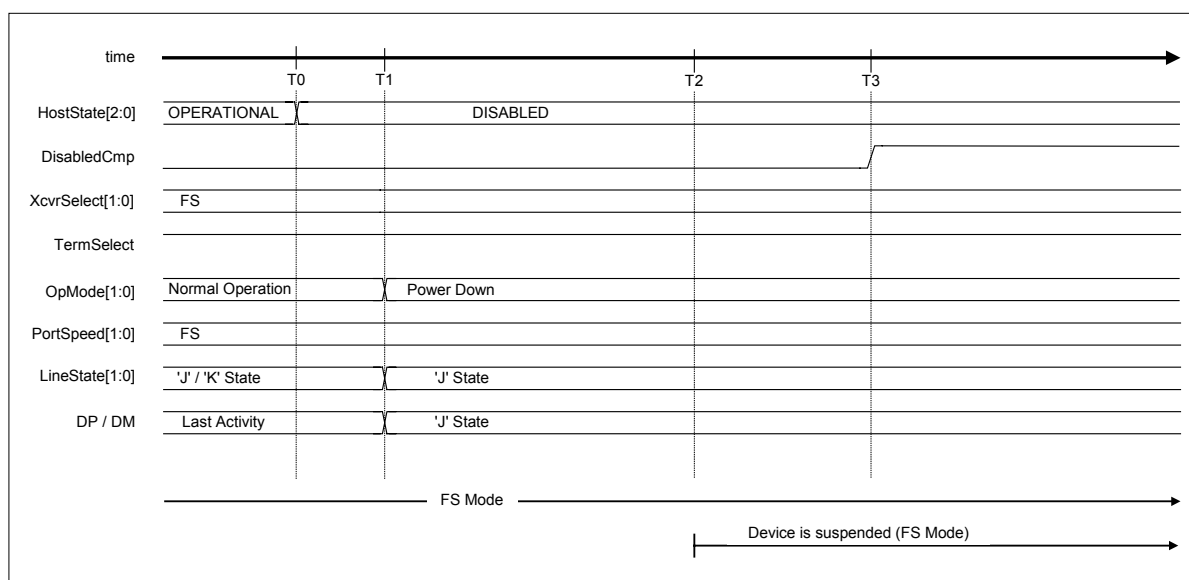 time
T0 T1 T2 T3
HostState[2:0] OPERATIONAL DISABLED
DisabledCmp
XcvrSelect[1:0] FS
TermSelect
OpMode[1:0] Normal Operation Power Down
PortSpeed[1:0] FS
LineState[1:0] 'J' / 'K' State 'J' State
DP / DM Last Activity 'J' State
FS Mode
Device is suspended (FS Mode)